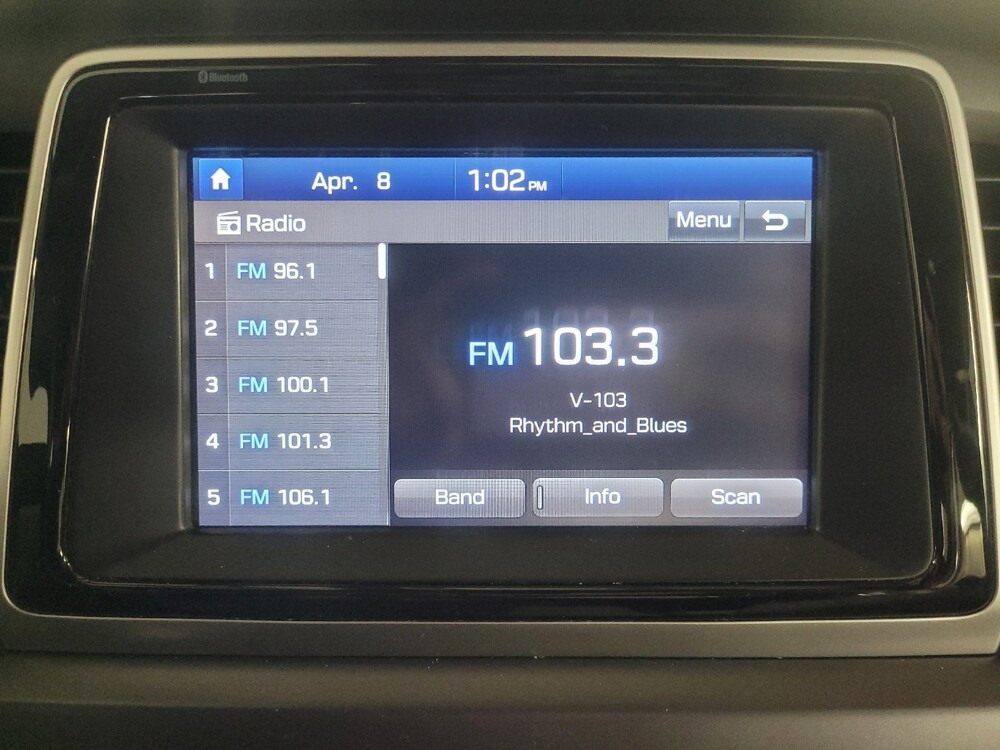 Bluetooth
Apr. 8 1:02 PM
Radio Menu
1 FM 96.1
2 FM 97.5
3 FM 100.1
4 FM 101.3
5 FM 106.1
FM 103.3
V-103
Rhythm_and_Blues
Band Info Scan